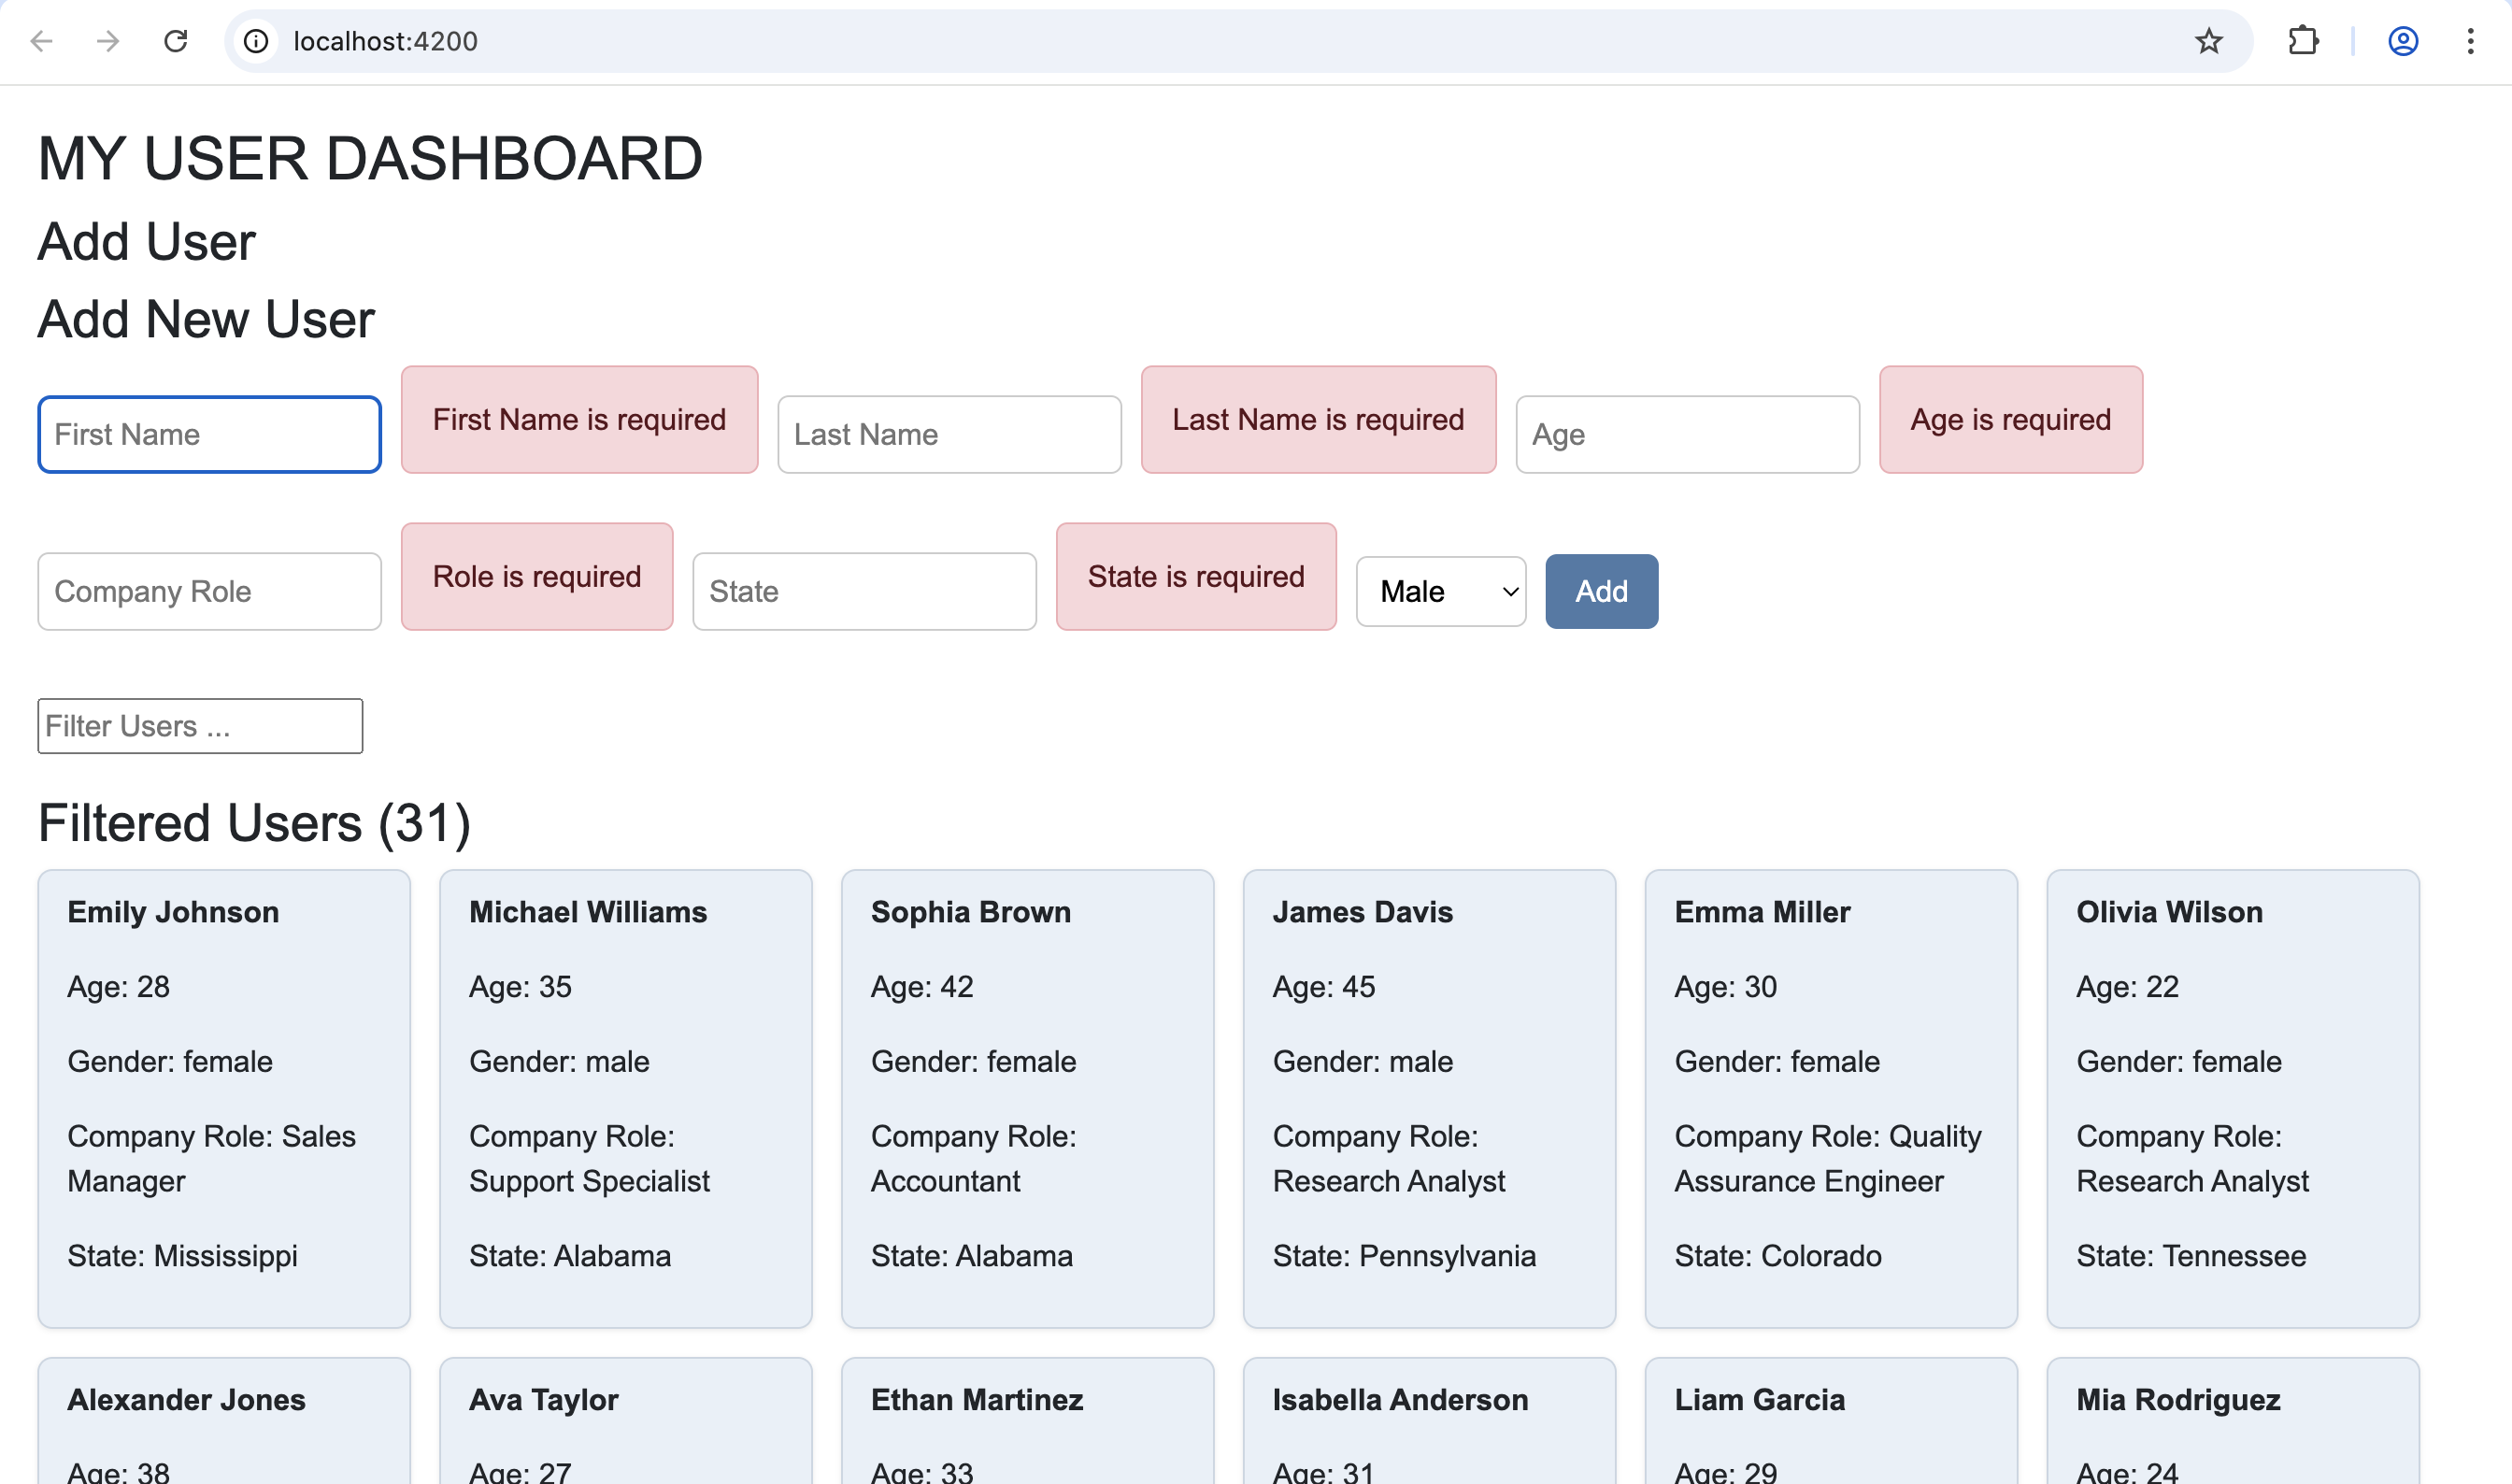 localhost:4200
MY USER DASHBOARD
Add User
Add New User
First Name First Name is required Last Name Last Name is required Age Age is required
Company Role Role is required State State is required Male Add
Filter Users ...
Filtered Users (31)
Emily Johnson
Age: 28
Gender: female
Company Role: Sales
Manager
State: Mississippi
Michael Williams
Age: 35
Gender: male
Company Role:
Support Specialist
State: Alabama
Sophia Brown
Age: 42
Gender: female
Company Role:
Accountant
State: Alabama
James Davis
Age: 45
Gender: male
Company Role:
Research Analyst
State: Pennsylvania
Emma Miller
Age: 30
Gender: female
Company Role: Quality
Assurance Engineer
State: Colorado
Olivia Wilson
Age: 22
Gender: female
Company Role:
Research Analyst
State: Tennessee
Alexander Jones
Age: 38
Ava Taylor
Age: 27
Ethan Martinez
Age: 33
Isabella Anderson
Age: 31
Liam Garcia
Age: 29
Mia Rodriguez
Age: 24